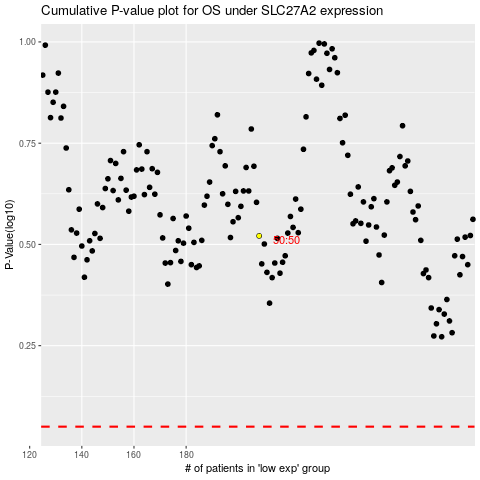 Cumulative P-value plot for OS under SLC27A2 expression
1.00
0.75
0.50
0.25
P-Value(log10)
50:50
120 140 160 180
# of patients in 'low exp' group